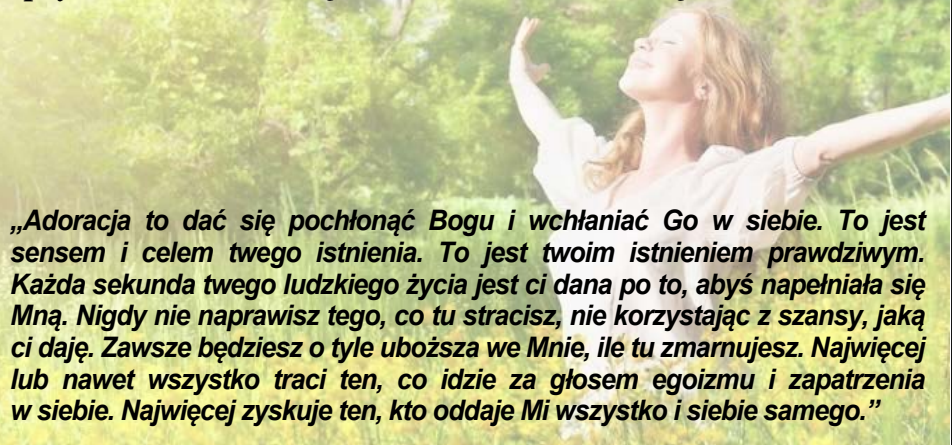 „Adoracja to dać się pochłonąć Bogu i wchłaniać Go w siebie. To jest
sensem i celem twego istnienia. To jest twoim istnieniem prawdziwym.
Każda sekunda twego ludzkiego życia jest ci dana po to, abyś napełniała się
Mną. Nigdy nie naprawisz tego, co tu stracisz, nie korzystając z szansy, jaką
ci daję. Zawsze będziesz o tyle uboższa we Mnie, ile tu zmarnujesz. Najwięcej
lub nawet wszystko traci ten, co idzie za głosem egoizmu i zapatrzenia
w siebie. Najwięcej zyskuje ten, kto oddaje Mi wszystko i siebie samego.”